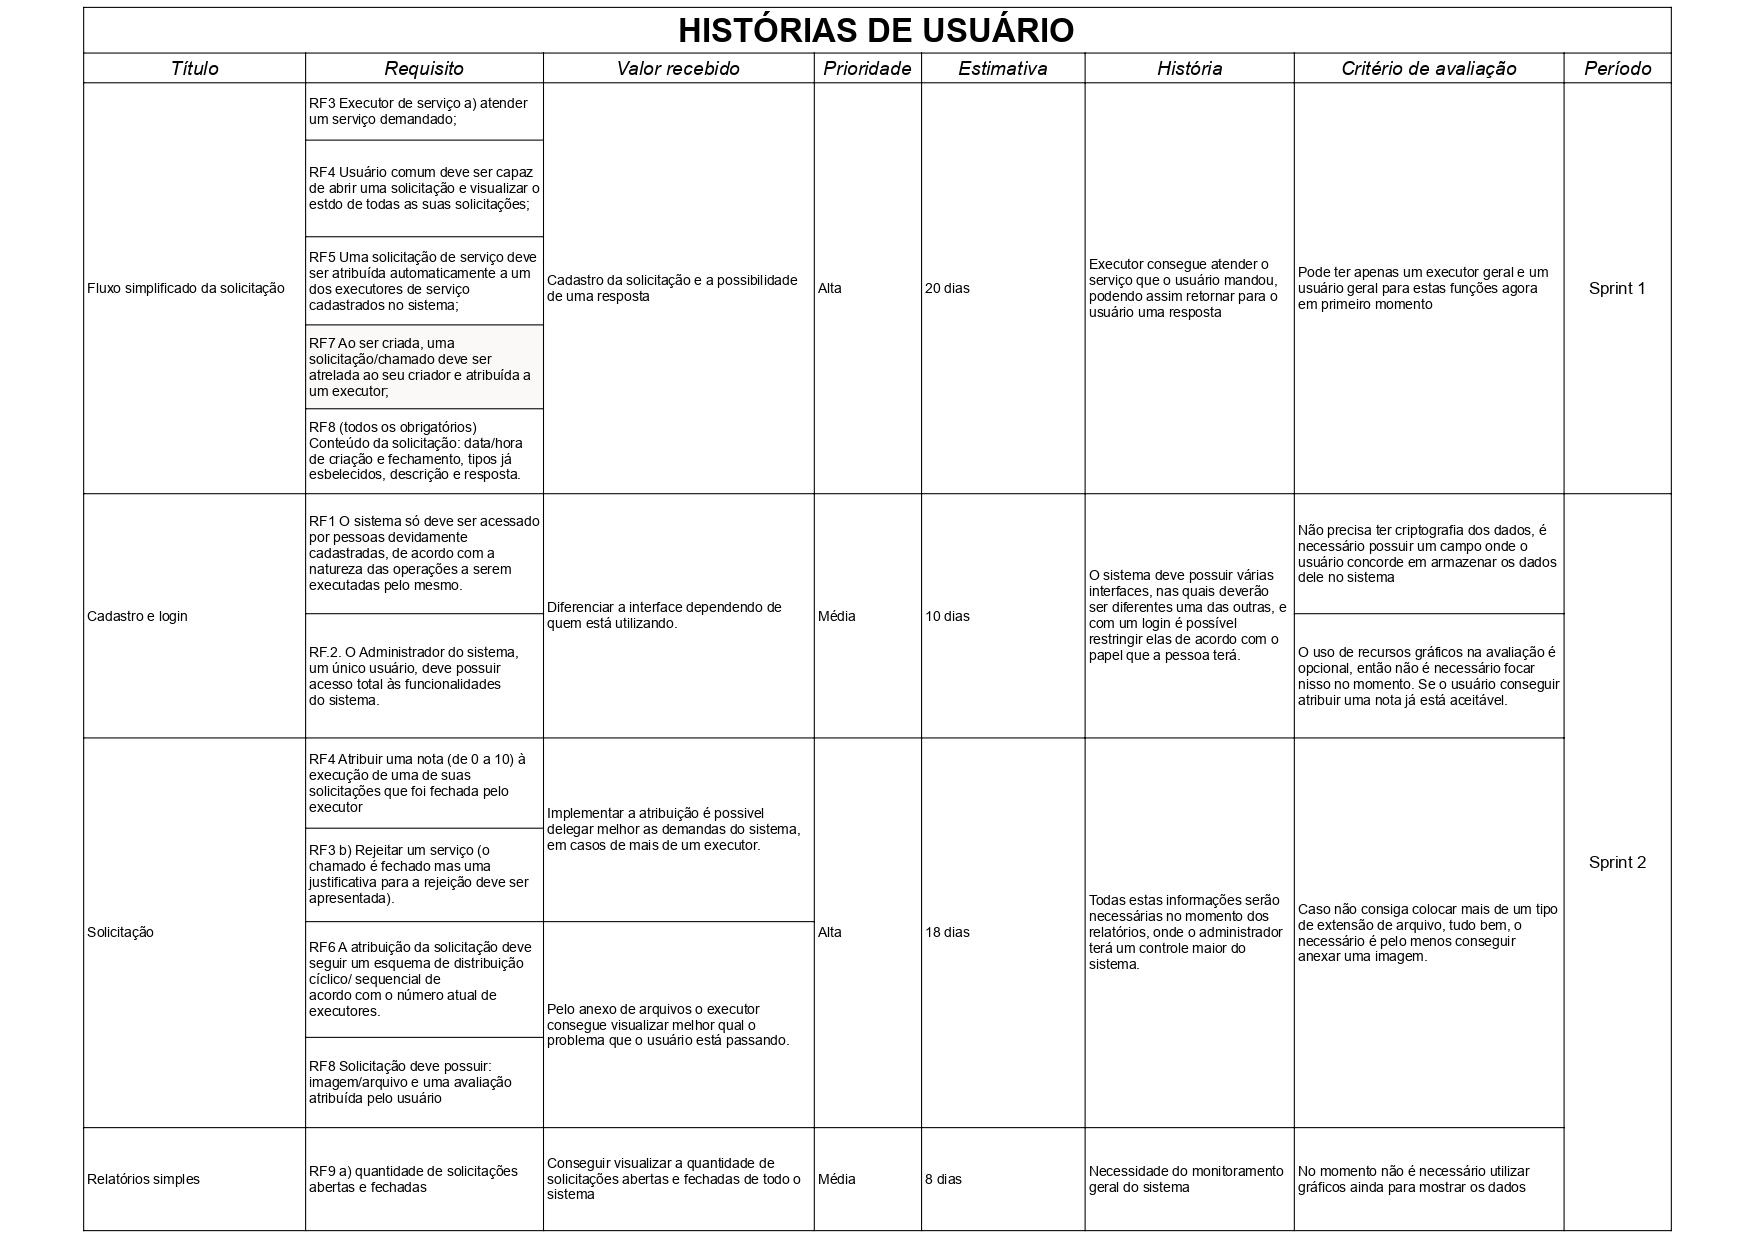 HISTÓRIAS DE USUÁRIO
Título
Requisito
Valor recebido
Prioridade
Estimativa
História
Critério de avaliação
Período
Fluxo simplificado da solicitação
RF3 Executor de serviço a) atender
um serviço demandado;
RF4 Usuário comum deve ser capaz
de abrir uma solicitação e visualizar o
estdo de todas as suas solicitações;
RF5 Uma solicitação de serviço deve
ser atribuída automaticamente a um
dos executores de serviço
cadastrados no sistema;
RF7 Ao ser criada, uma
solicitação/chamado deve ser
atrelada ao seu criador e atribuída a
um executor;
RF8 (todos os obrigatórios)
Conteúdo da solicitação: data/hora
de criação e fechamento, tipos já
esbelecidos, descrição e resposta.
Cadastro da solicitação e a possibilidade
de uma resposta
Alta
20 dias
Executor consegue atender o
serviço que o usuário mandou,
podendo assim retornar para o
usuário uma resposta
Pode ter apenas um executor geral e um
usuário geral para estas funções agora
em primeiro momento
Sprint 1
Cadastro e login
RF1 O sistema só deve ser acessado
por pessoas devidamente
cadastradas, de acordo com a
natureza das operações a serem
executadas pelo mesmo.
RF.2. O Administrador do sistema,
um único usuário, deve possuir
acesso total às funcionalidades
do sistema.
Diferenciar a interface dependendo de
quem está utilizando.
Média
10 dias
O sistema deve possuir várias
interfaces, nas quais deverão
ser diferentes uma das outras, e
com um login é possível
restringir elas de acordo com o
papel que a pessoa terá.
Não precisa ter criptografia dos dados, é
necessário possuir um campo onde o
usuário concorde em armazenar os dados
dele no sistema
O uso de recursos gráficos na avaliação é
opcional, então não é necessário focar
nisso no momento. Se o usuário conseguir
atribuir uma nota já está aceitável.
Sprint 2
Solicitação
RF4 Atribuir uma nota (de 0 a 10) à
execução de uma de suas
solicitações que foi fechada pelo
executor
RF3 b) Rejeitar um serviço (o
chamado é fechado mas uma
justificativa para a rejeição deve ser
apresentada).
RF6 A atribuição da solicitação deve
seguir um esquema de distribuição
cíclico/ sequencial de
acordo com o número atual de
executores.
RF8 Solicitação deve possuir:
imagem/arquivo e uma avaliação
atribuída pelo usuário
Implementar a atribuição é possivel
delegar melhor as demandas do sistema,
em casos de mais de um executor.
Pelo anexo de arquivos o executor
consegue visualizar melhor qual o
problema que o usuário está passando.
Alta
18 dias
Todas estas informações serão
necessárias no momento dos
relatórios, onde o administrador
terá um controle maior do
sistema.
Caso não consiga colocar mais de um tipo
de extensão de arquivo, tudo bem, o
necessário é pelo menos conseguir
anexar uma imagem.
Relatórios simples
RF9 a) quantidade de solicitações
abertas e fechadas
Conseguir visualizar a quantidade de
solicitações abertas e fechadas de todo o
sistema
Média
8 dias
Necessidade do monitoramento
geral do sistema
No momento não é necessário utilizar
gráficos ainda para mostrar os dados